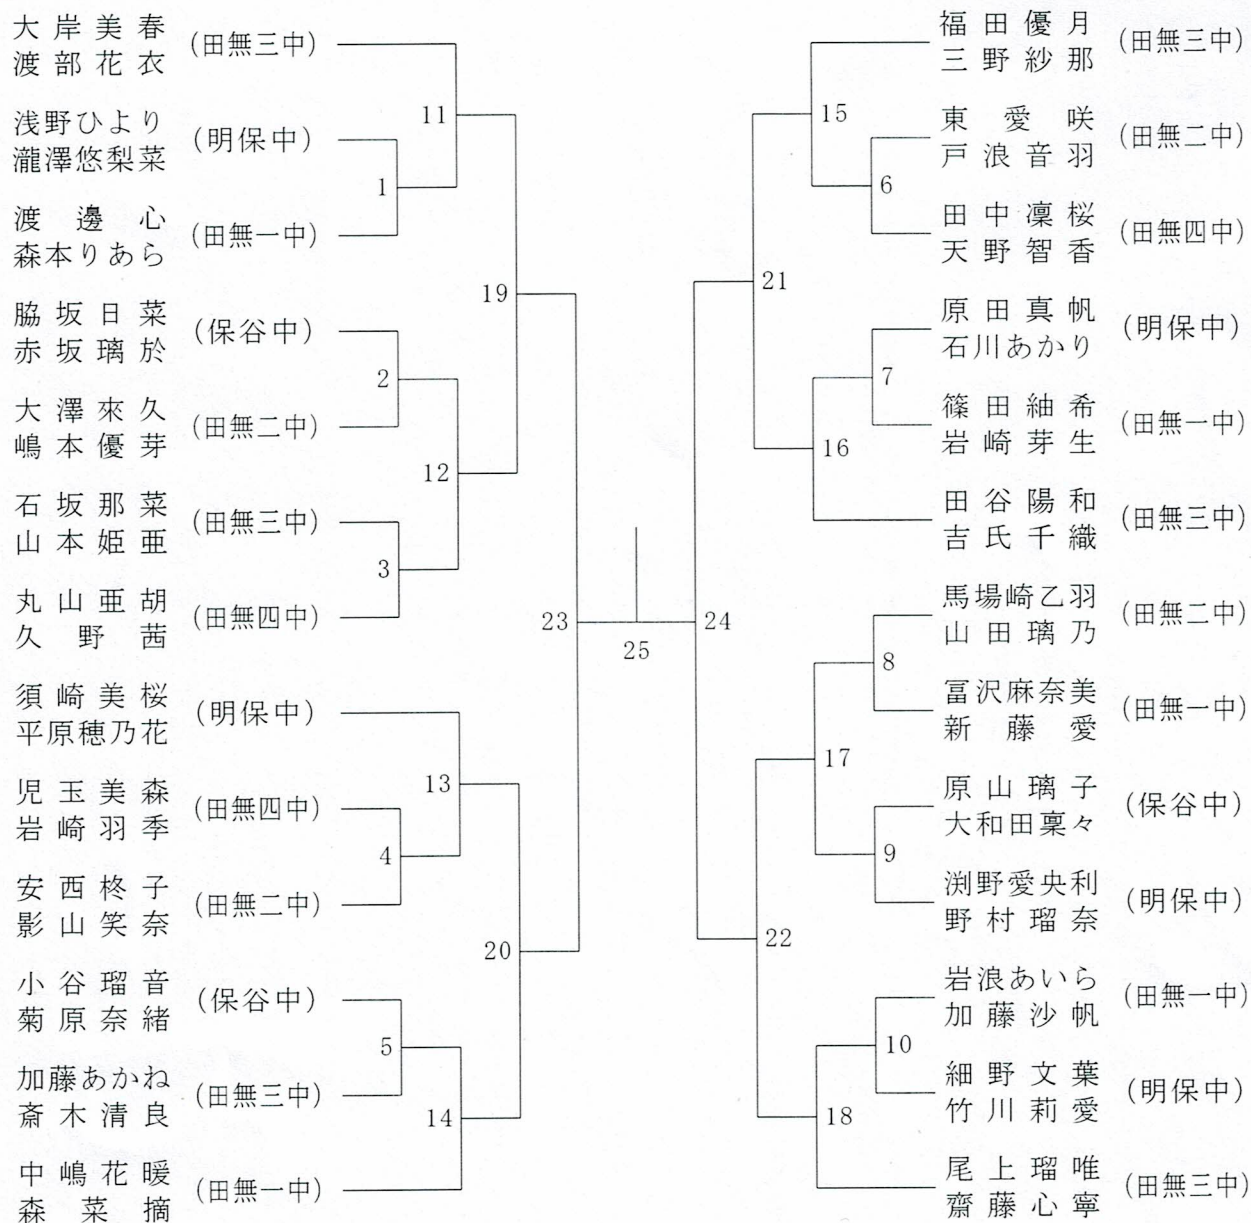 大岸美春
渡部花衣
(田無三中)
浅野ひより
瀧澤悠梨菜
(明保中)
渡邊心
森本りあら
(田無一中)
脇坂日菜
赤坂璃於
(保谷中)
大澤來久
嶋本優芽
(田無二中)
石坂那菜
山本姫亜
(田無三中)
丸山亜胡
久野茜
(田無四中)
須崎美桜
平原穂乃花
(明保中)
児玉美森
岩崎羽季
(田無四中)
安西柊子
影山笑奈
(田無二中)
小谷瑠音
菊原奈緒
(保谷中)
加藤あかね
斎木清良
(田無三中)
中嶋花暖
森菜摘
(田無一中)
11
1
19
2
12
3
23
13
4
20
5
14
25
15
6
21
7
16
24
8
17
9
22
10
18
福田優月
三野紗那
(田無三中)
東愛咲
戸浪音羽
(田無二中)
田中凜桜
天野智香
(田無四中)
原田真帆
石川あかり
(明保中)
篠田紬希
岩崎芽生
(田無一中)
田谷陽和
吉氏千織
(田無三中)
馬場崎乙羽
山田璃乃
(田無二中)
冨沢麻奈美
新藤愛
(田無一中)
原山璃子
大和田稟々
(保谷中)
渕野愛央利
野村瑠奈
(明保中)
岩浪あいら
加藤沙帆
(田無一中)
細野文葉
竹川莉愛
(明保中)
尾上瑠唯
齋藤心寧
(田無三中)